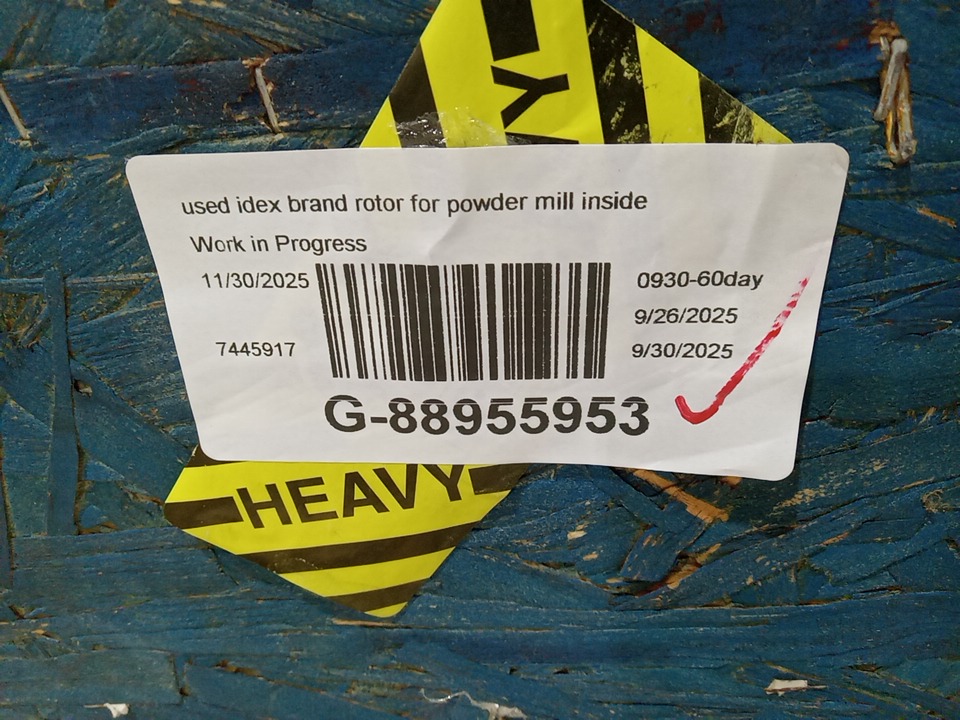 Y
used idex brand rotor for powder mill inside
Work in Progress
11/30/2025
0930-60day
9/26/2025
7445917
9/30/2025
G-88955953
HEAVY